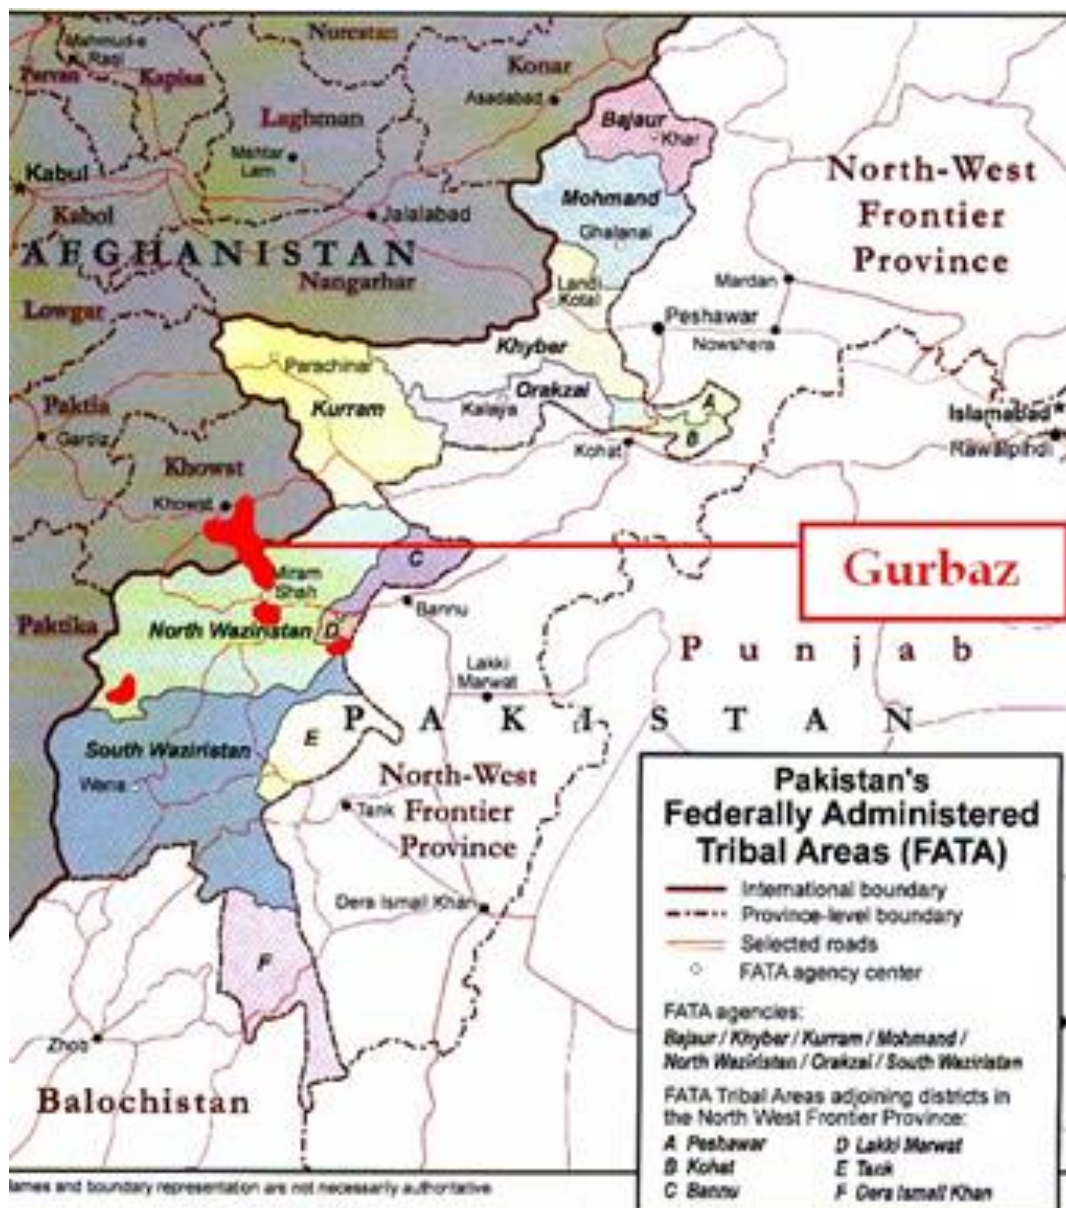 Mahmud-e
Raqi
Nurestan
Parvan
Kapisa
Konar
Asadabad
Laghman
Bajaur
Khar
Mehtar
Lam
North-West
Frontier
Province
Kabul
Mohmand
Kabol
Jalalabad
Ghalanai
AFGHANISTAN
Nangarhar
Landi
Kotal
Mardan
Lowgar
Peshawar
Nowshera
Khyber
Parachinar
Orakzai
Kurram
Kalaya
A
Paktia
Islamabad
Gardiz
B
Kohat
Rawalpindi
Khowst
Khowst
C
Gurbaz
Miram
Shah
Bannu
Paktika
North Waziristan
D
Punjab
Lakki
Marwat
PAKISTAN
E
South Waziristan
Wana
North-West
Frontier
Province
Tank
Dera Ismail Khan
F
Zhob
Balochistan
Pakistan's
Federally Administered
Tribal Areas (FATA)
International boundary
Province-level boundary
Selected roads
FATA agency center
FATA agencies:
Bajaur / Khyber / Kurram / Mohmand /
North Waziristan / Orakzai / South Waziristan
FATA Tribal Areas adjoining districts in
the North West Frontier Province:
A Peshawar D Lakki Marwat
B Kohat E Tank
C Bannu F Dera Ismail Khan
Names and boundary representation are not necessarily authoritative